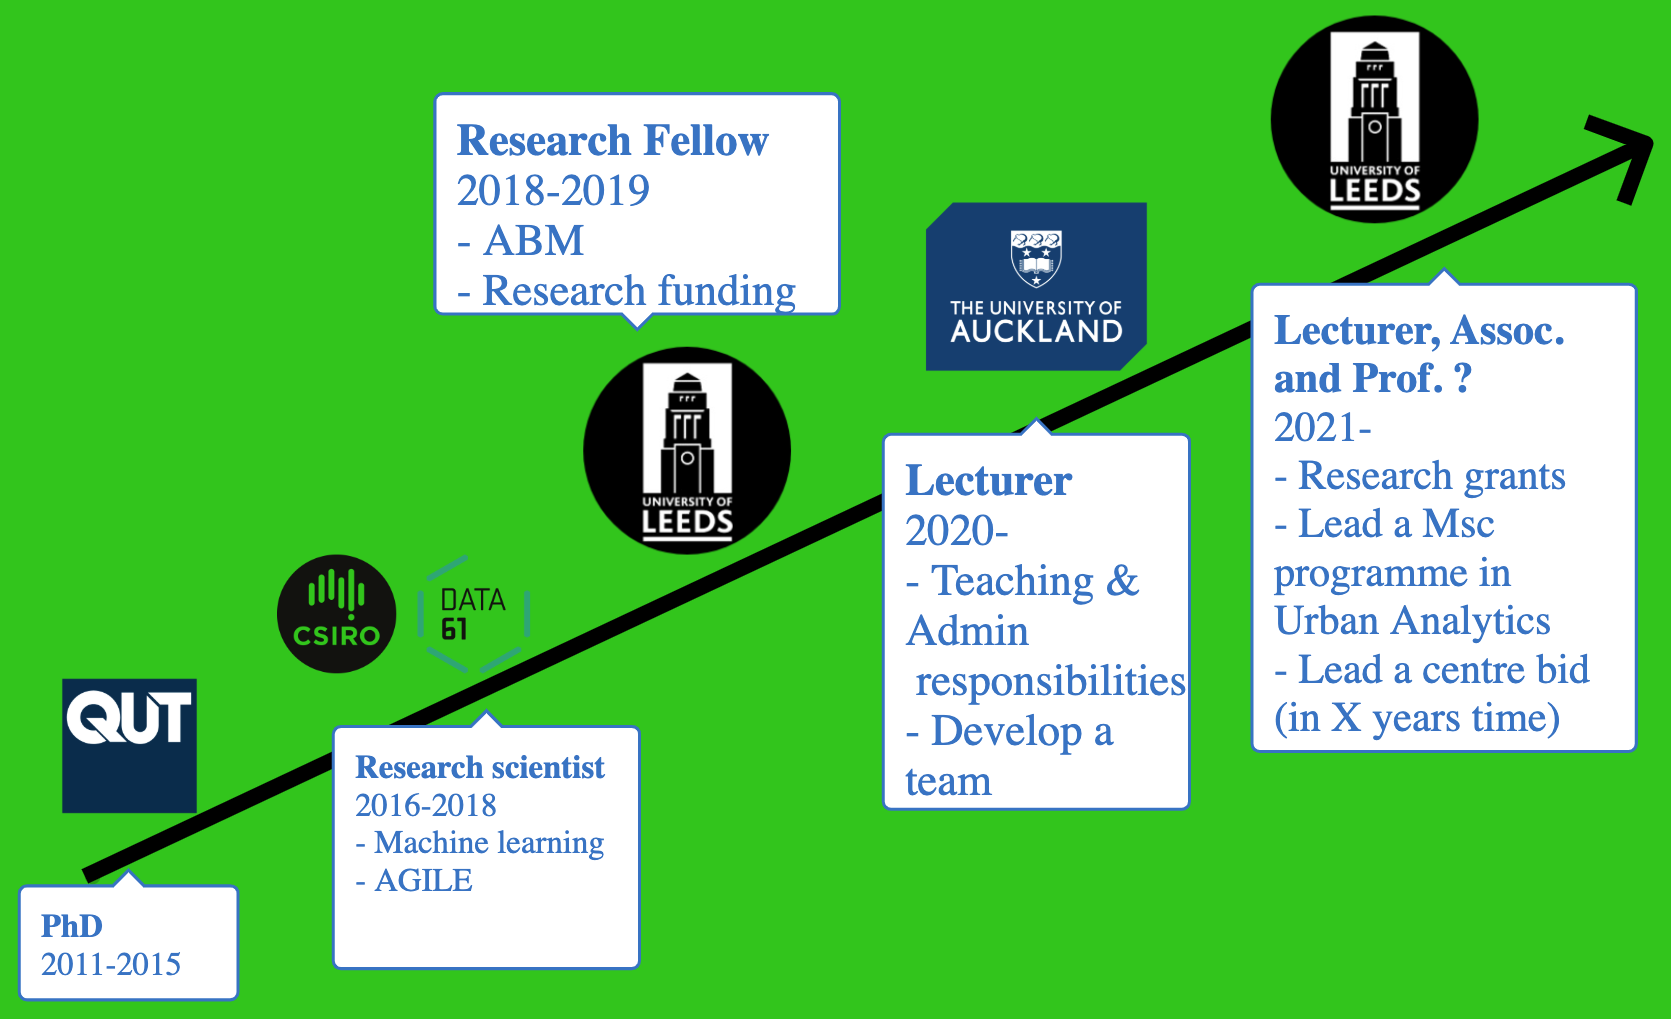 QUT
PhD
2011-2015
CSIRO
DATA
61
Research scientist
2016-2018
- Machine learning
- AGILE
Research Fellow
2018-2019
- ABM
- Research funding
UNIVERSITY OF
LEEDS
THE UNIVERSITY OF
AUCKLAND
Lecturer
2020-
- Teaching &
Admin
responsibilities
- Develop a
team
UNIVERSITY OF
LEEDS
Lecturer, Assoc.
and Prof. ?
2021-
- Research grants
- Lead a Msc
programme in
Urban Analytics
- Lead a centre bid
(in X years time)